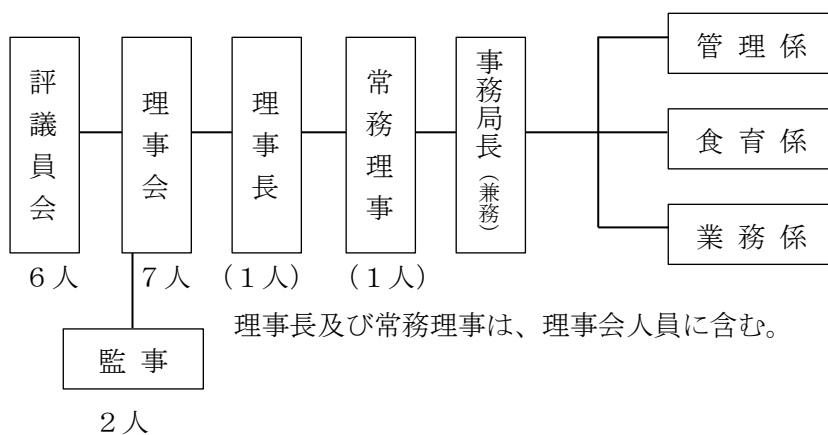 評議員会
理事会
理事長
常務理事
事務局長（兼務）
管理係
食育係
業務係
６人
７人
（１人）
（１人）
理事長及び常務理事は、理事会人員に含む。
監事
２人